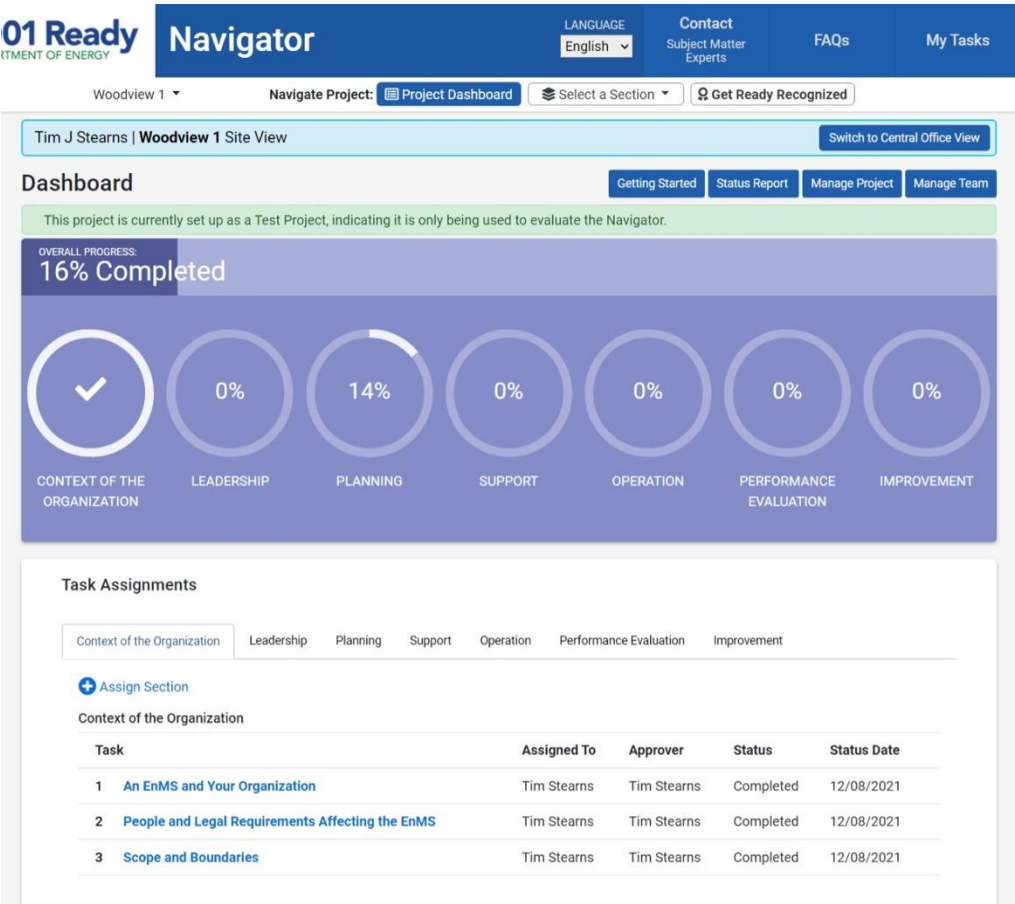 01 Ready
RTMENT OF ENERGY
Navigator
LANGUAGE
English
Contact
Subject Matter
Experts
FAQs
My Tasks
Woodview 1
Navigate Project:
Project Dashboard
Select a Section
Get Ready Recognized
Tim J Stearns | Woodview 1 Site View
Switch to Central Office View
Dashboard
Getting Started
Status Report
Manage Project
Manage Team
This project is currently set up as a Test Project, indicating it is only being used to evaluate the Navigator.
OVERALL PROGRESS:
16% Completed
0%
14%
0%
0%
0%
0%
CONTEXT OF THE
ORGANIZATION
LEADERSHIP
PLANNING
SUPPORT
OPERATION
PERFORMANCE
EVALUATION
IMPROVEMENT
Task Assignments
Context of the Organization Leadership Planning Support Operation Performance Evaluation Improvement
Assign Section
Context of the Organization
Task Assigned To Approver Status Status Date
1 An EnMS and Your Organization Tim Stearns Tim Stearns Completed 12/08/2021
2 People and Legal Requirements Affecting the EnMS Tim Stearns Tim Stearns Completed 12/08/2021
3 Scope and Boundaries Tim Stearns Tim Stearns Completed 12/08/2021